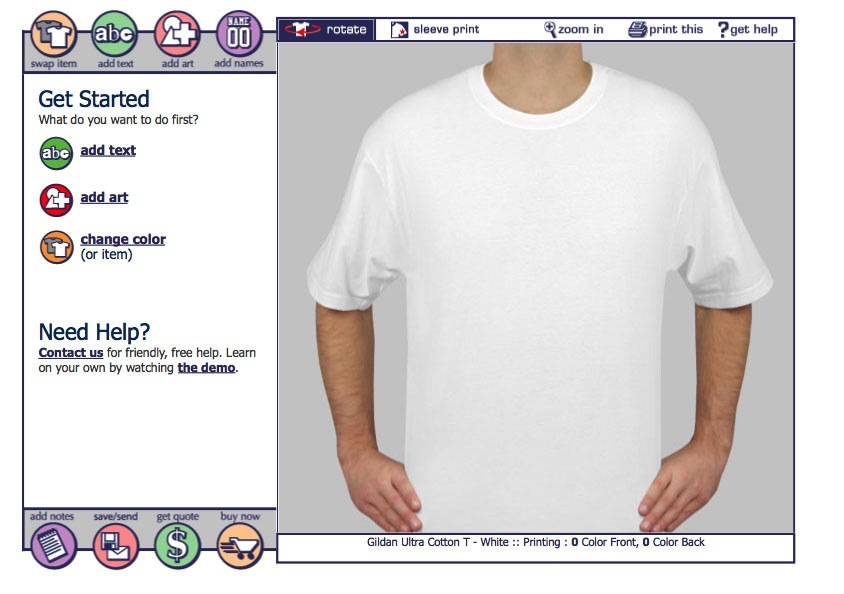 abc
NAME
00
swap item
add text
add art
add names
rotate
sleeve print
zoom in
print this
? get help
Get Started
What do you want to do first?
abc
add text
add art
change color
(or item)
Need Help?
Contact us for friendly, free help. Learn
on your own by watching the demo.
add notes
save/send
get quote
buy now
$
Gildan Ultra Cotton T - White :: Printing : 0 Color Front, 0 Color Back